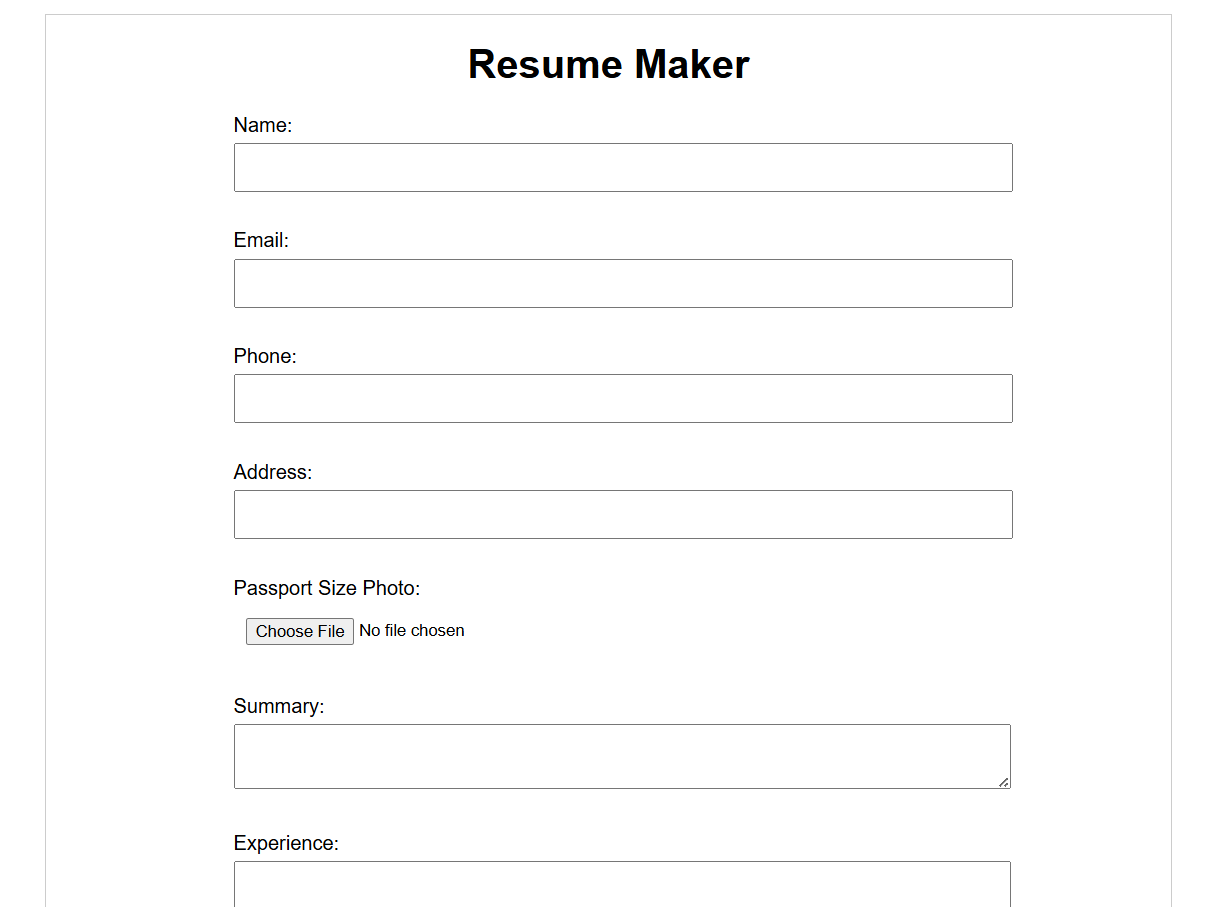 Resume Maker
Name:
Email:
Phone:
Address:
Passport Size Photo:
Choose File No file chosen
Summary:
Experience: